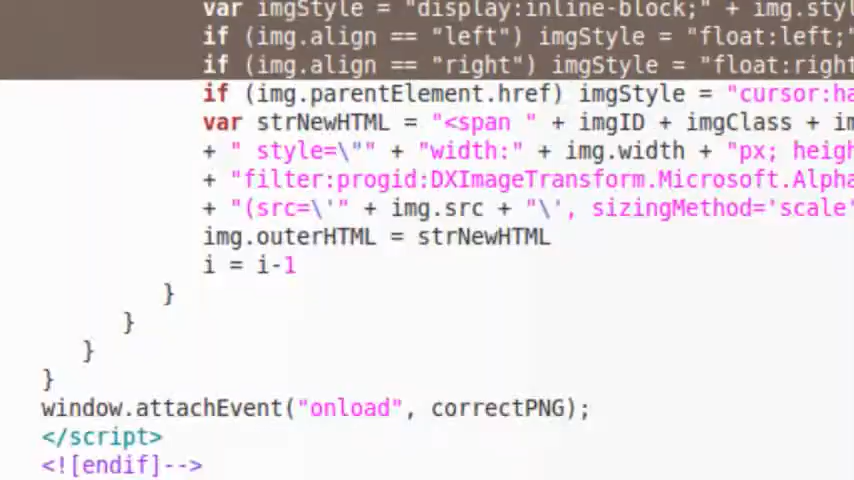 var imgStyle = "display:inline-block;" + img.styl
if (img.align == "left") imgStyle = "float:left;"
if (img.align == "right") imgStyle = "float:right
if (img.parentElement.href) imgStyle = "cursor:ha
var strNewHTML = "<span " + imgID + imgClass + im
+ " style=\"" + "width:" + img.width + "px; heigh
+ "filter:progid:DXImageTransform.Microsoft.Alpha
+ "(src=\'" + img.src + "\', sizingMethod='scale'
img.outerHTML = strNewHTML
i = i-1
}
}
}
}
window.attachEvent("onload", correctPNG);
</script>
<![endif]-->